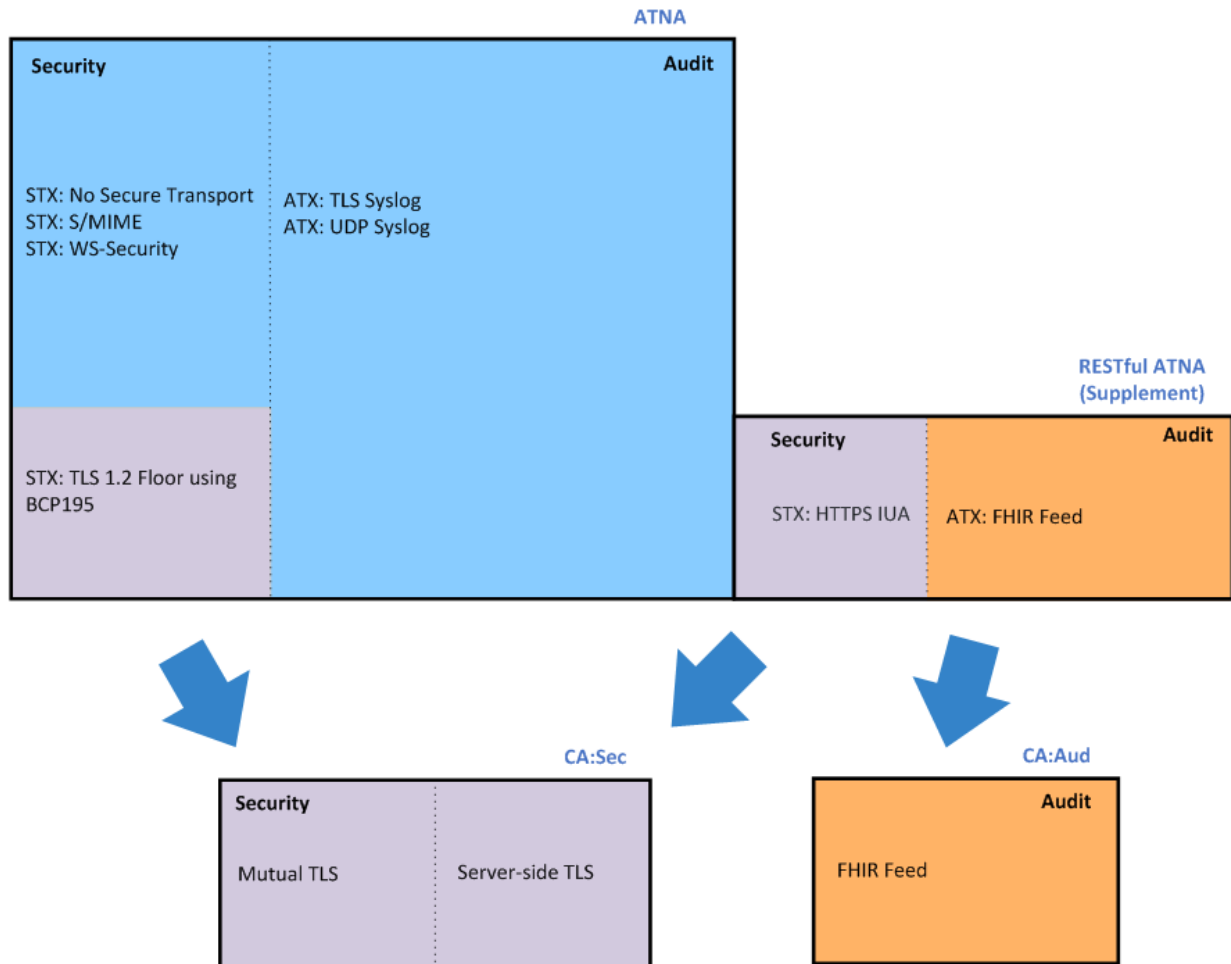 ATNA
Security
Audit
STX: No Secure Transport
STX: S/MIME
STX: WS-Security
ATX: TLS Syslog
ATX: UDP Syslog
STX: TLS 1.2 Floor using
BCP195
RESTful ATNA
(Supplement)
Security
Audit
STX: HTTPS IUA
ATX: FHIR Feed
CA:Sec
Security
Mutual TLS
Server-side TLS
CA:Aud
Audit
FHIR Feed